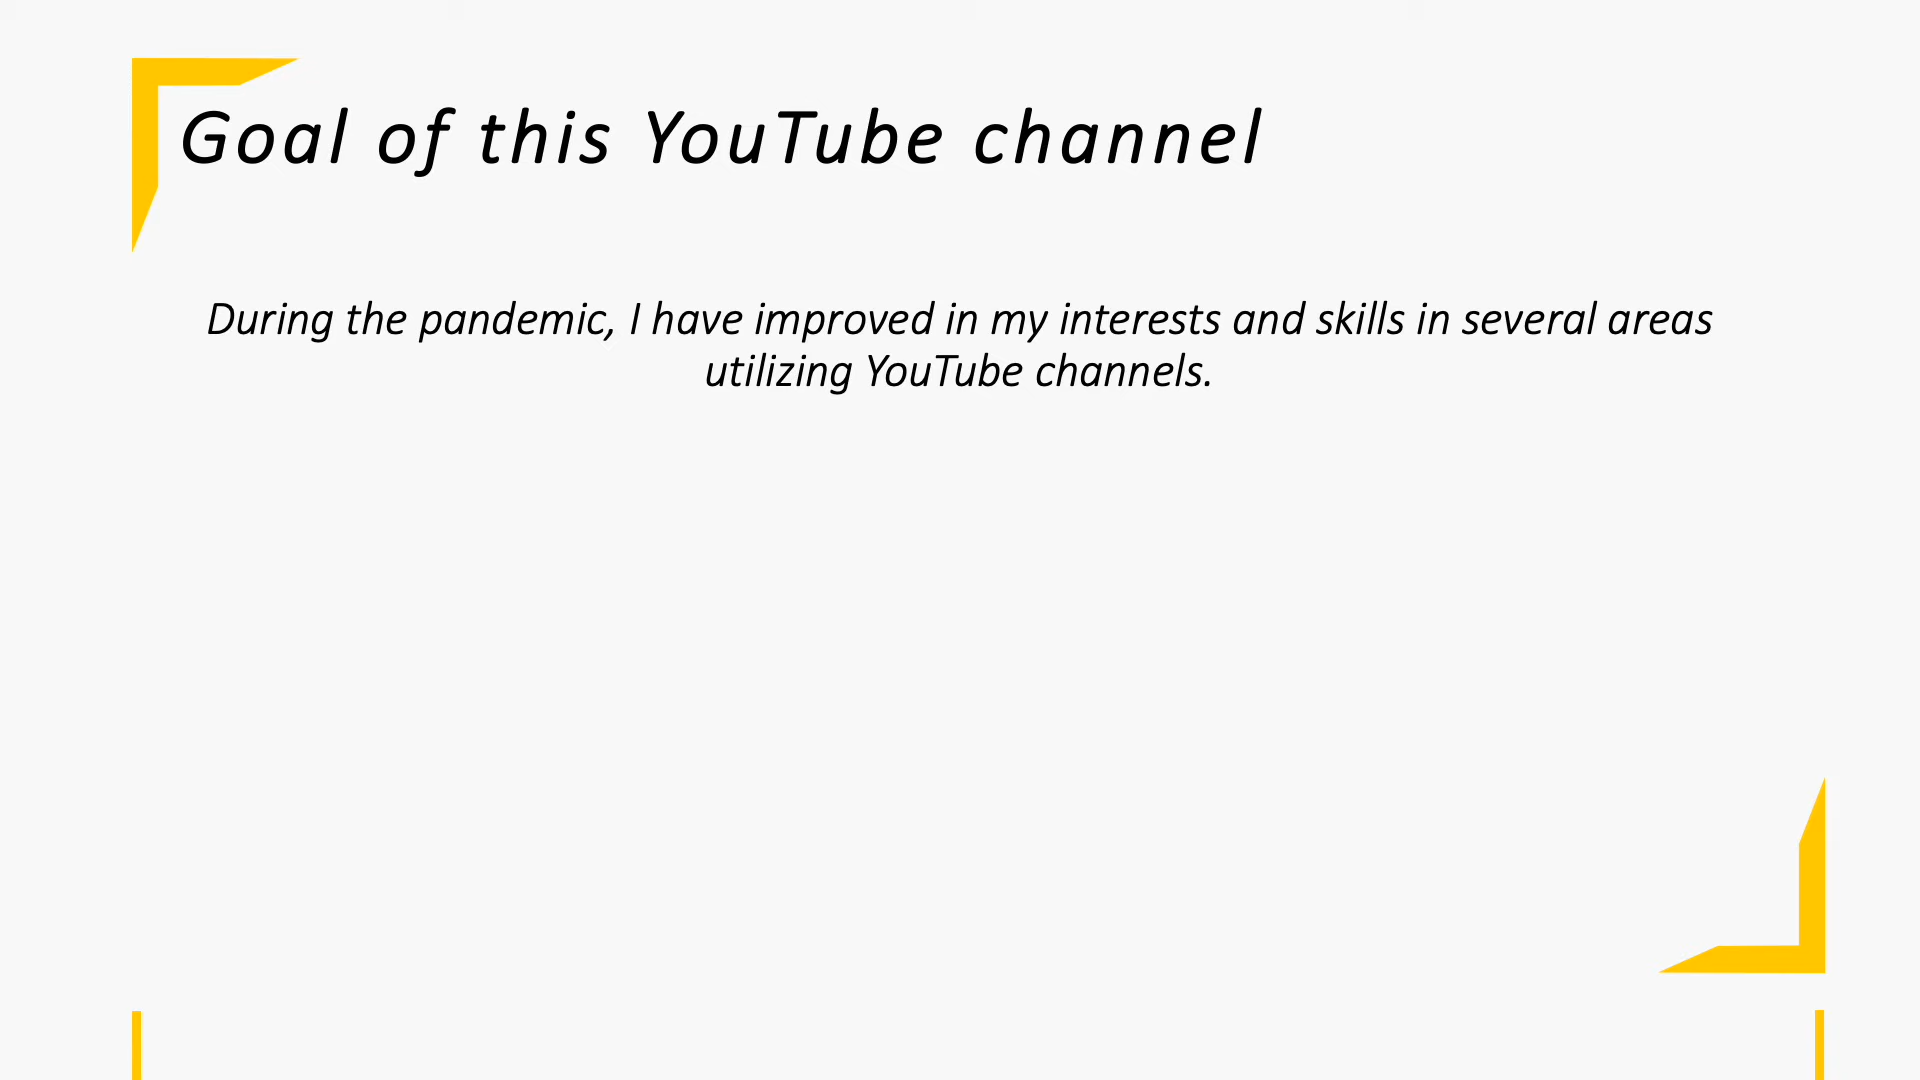 Goal of this YouTube channel
During the pandemic, I have improved in my interests and skills in several areas
utilizing YouTube channels.